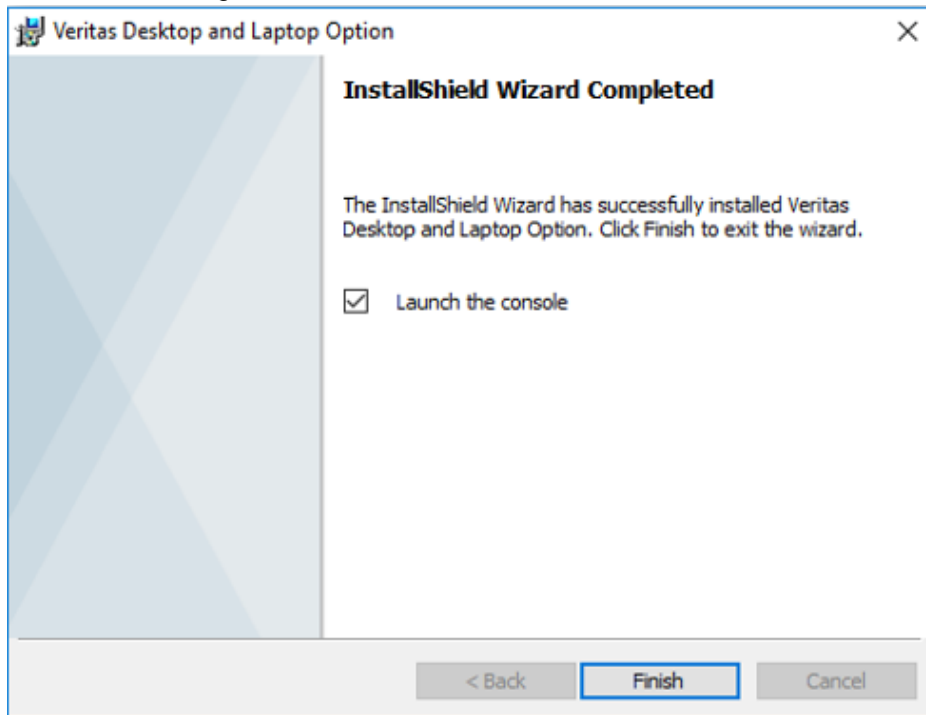 Veritas Desktop and Laptop Option
InstallShield Wizard Completed
The InstallShield Wizard has successfully installed Veritas
Desktop and Laptop Option. Click Finish to exit the wizard.
Launch the console
< Back
Finish
Cancel